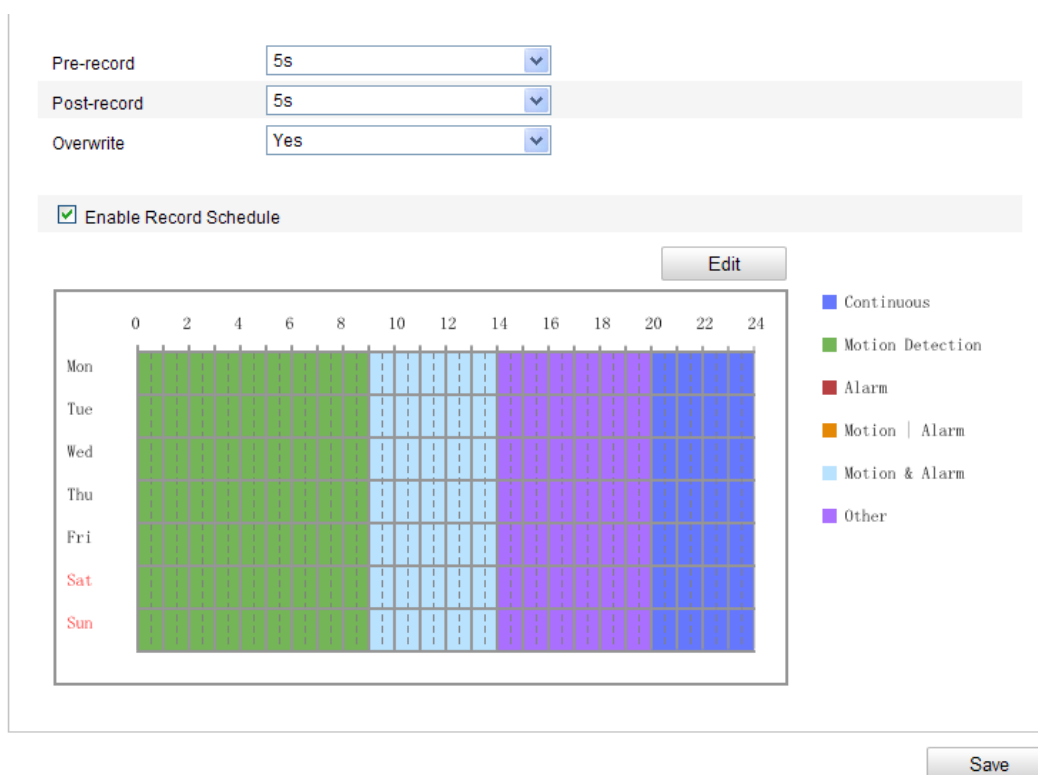 Pre-record 5s
Post-record 5s
Overwrite Yes
Enable Record Schedule
Edit
0 2 4 6 8 10 12 14 16 18 20 22 24
Mon
Tue
Wed
Thu
Fri
Sat
Sun
Continuous
Motion Detection
Alarm
Motion | Alarm
Motion & Alarm
Other
Save